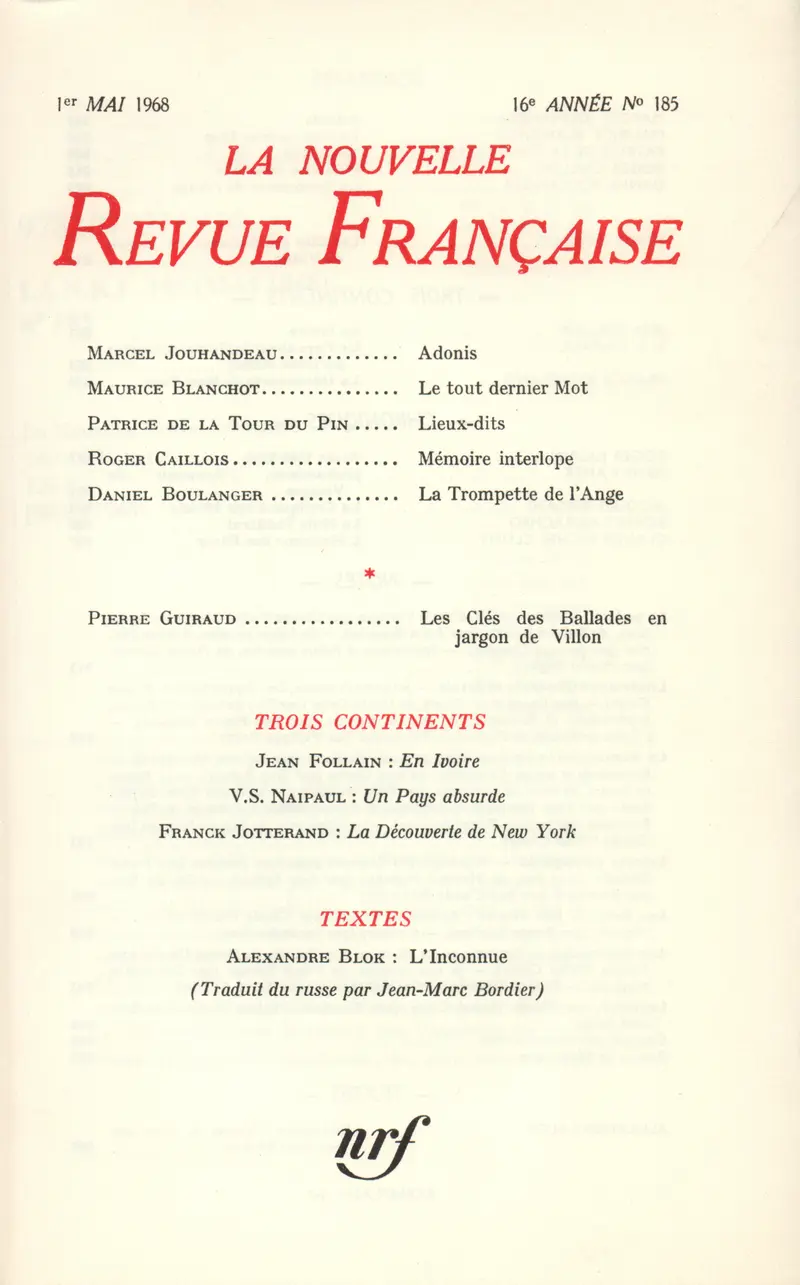 1er MAI 1968 16e ANNÉE No 185
LA NOUVELLE
REVUE FRANÇAISE
MARCEL JOUHANDEAU............. Adonis
MAURICE BLANCHOT............... Le tout dernier Mot
PATRICE DE LA TOUR DU PIN ..... Lieux-dits
ROGER CAILLOIS.................. Mémoire interlope
DANIEL BOULANGER .............. La Trompette de l'Ange
*
PIERRE GUIRAUD ................. Les Clés des Ballades en
jargon de Villon
TROIS CONTINENTS
JEAN FOLLAIN : En Ivoire
V.S. NAIPAUL : Un Pays absurde
FRANCK JOTTERAND : La Découverte de New York
TEXTES
ALEXANDRE BLOK : L'Inconnue
(Traduit du russe par Jean-Marc Bordier)
nrf